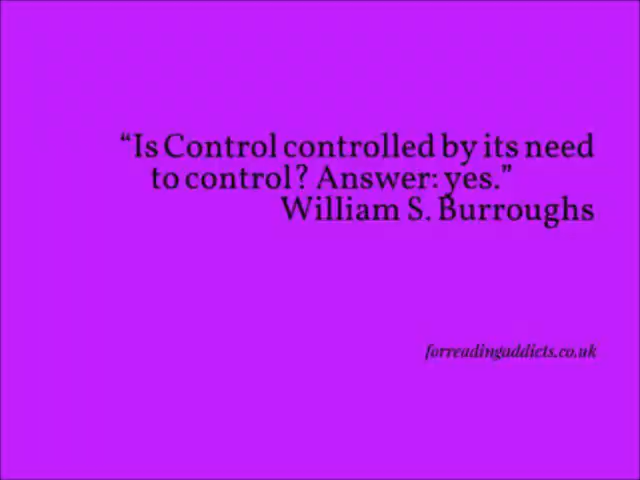 “Is Control controlled by its need
to control? Answer: yes.”
William S. Burroughs
forreadingaddicts.co.uk